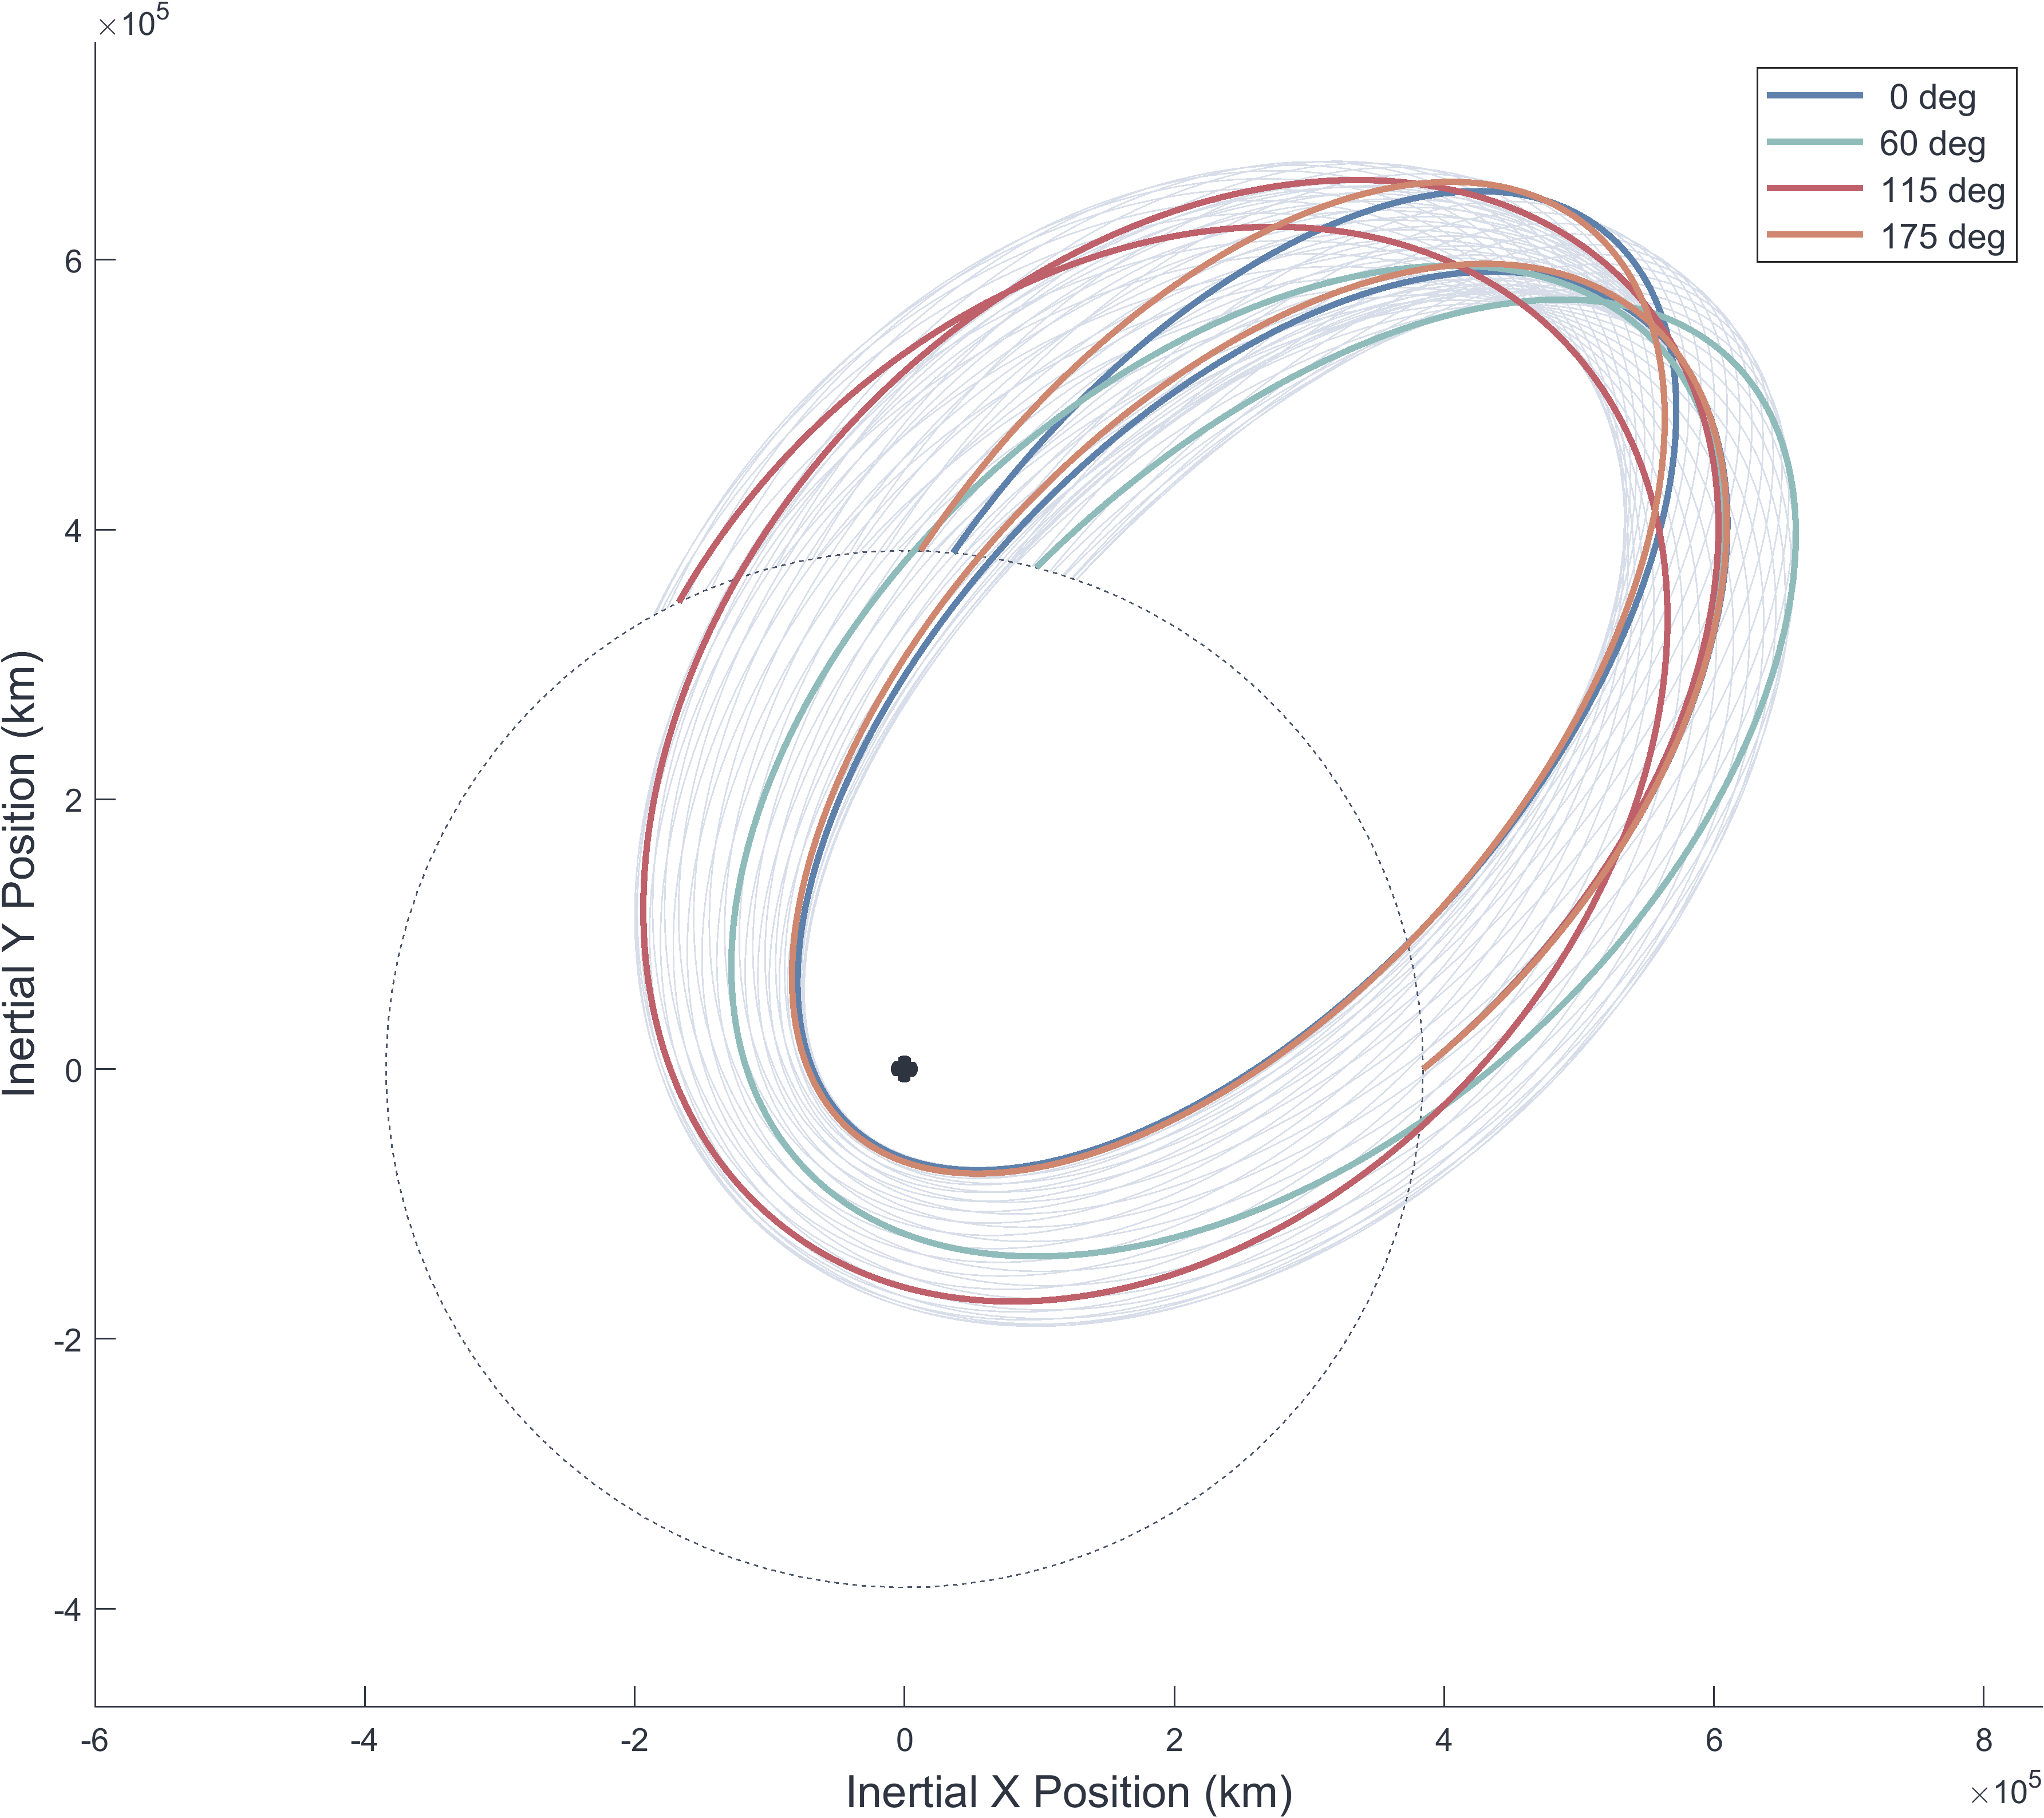 ×10⁵
0 deg
60 deg
115 deg
175 deg
6
4
2
0
-2
-4
Inertial Y Position (km)
-6 -4 -2 0 2 4 6 8
Inertial X Position (km)
×10⁵